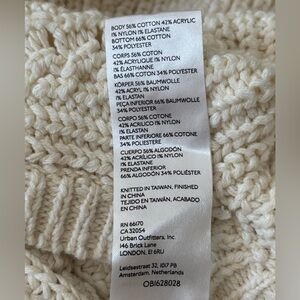 BODY 56% COTTON 42% ACRYLIC
1% NYLON 1% ELASTANE
BOTTOM 66% COTTON
34% POLYESTER
CORPS 56% COTON
42% ACRYLIQUE 1% NYLON
1% ÉLASTHANNE
BAS 66% COTON 34% POLYESTER
KÖRPER 56% BAUMWOLLE
42% ACRYL 1% NYLON
1% ELASTAN
PEÇA INFERIOR 66% BAUMWOLLE
34% POLYESTER
CORPO 56% COTONE
42% ACRILICO 1% NYLON
1% ELASTAN
PARTE INFERIORE 66% COTONE
34% POLIESTERE
CUERPO 56% ALGODÓN
42% ACRÍLICO 1% NYLON
1% ELASTANE
PRENDA INFERIOR
66% ALGODÓN 34% POLIÉSTER
KNITTED IN TAIWAN, FINISHED
IN CHINA
TEJIDO EN TAIWÁN, ACABADO
EN CHINA
RN 66170
CA 32054
Urban Outfitters, Inc.
146 Brick Lane
LONDON, E1 6RU
Leidsestraat 32, 1017 PB
Amsterdam, Netherlands
OB1628028